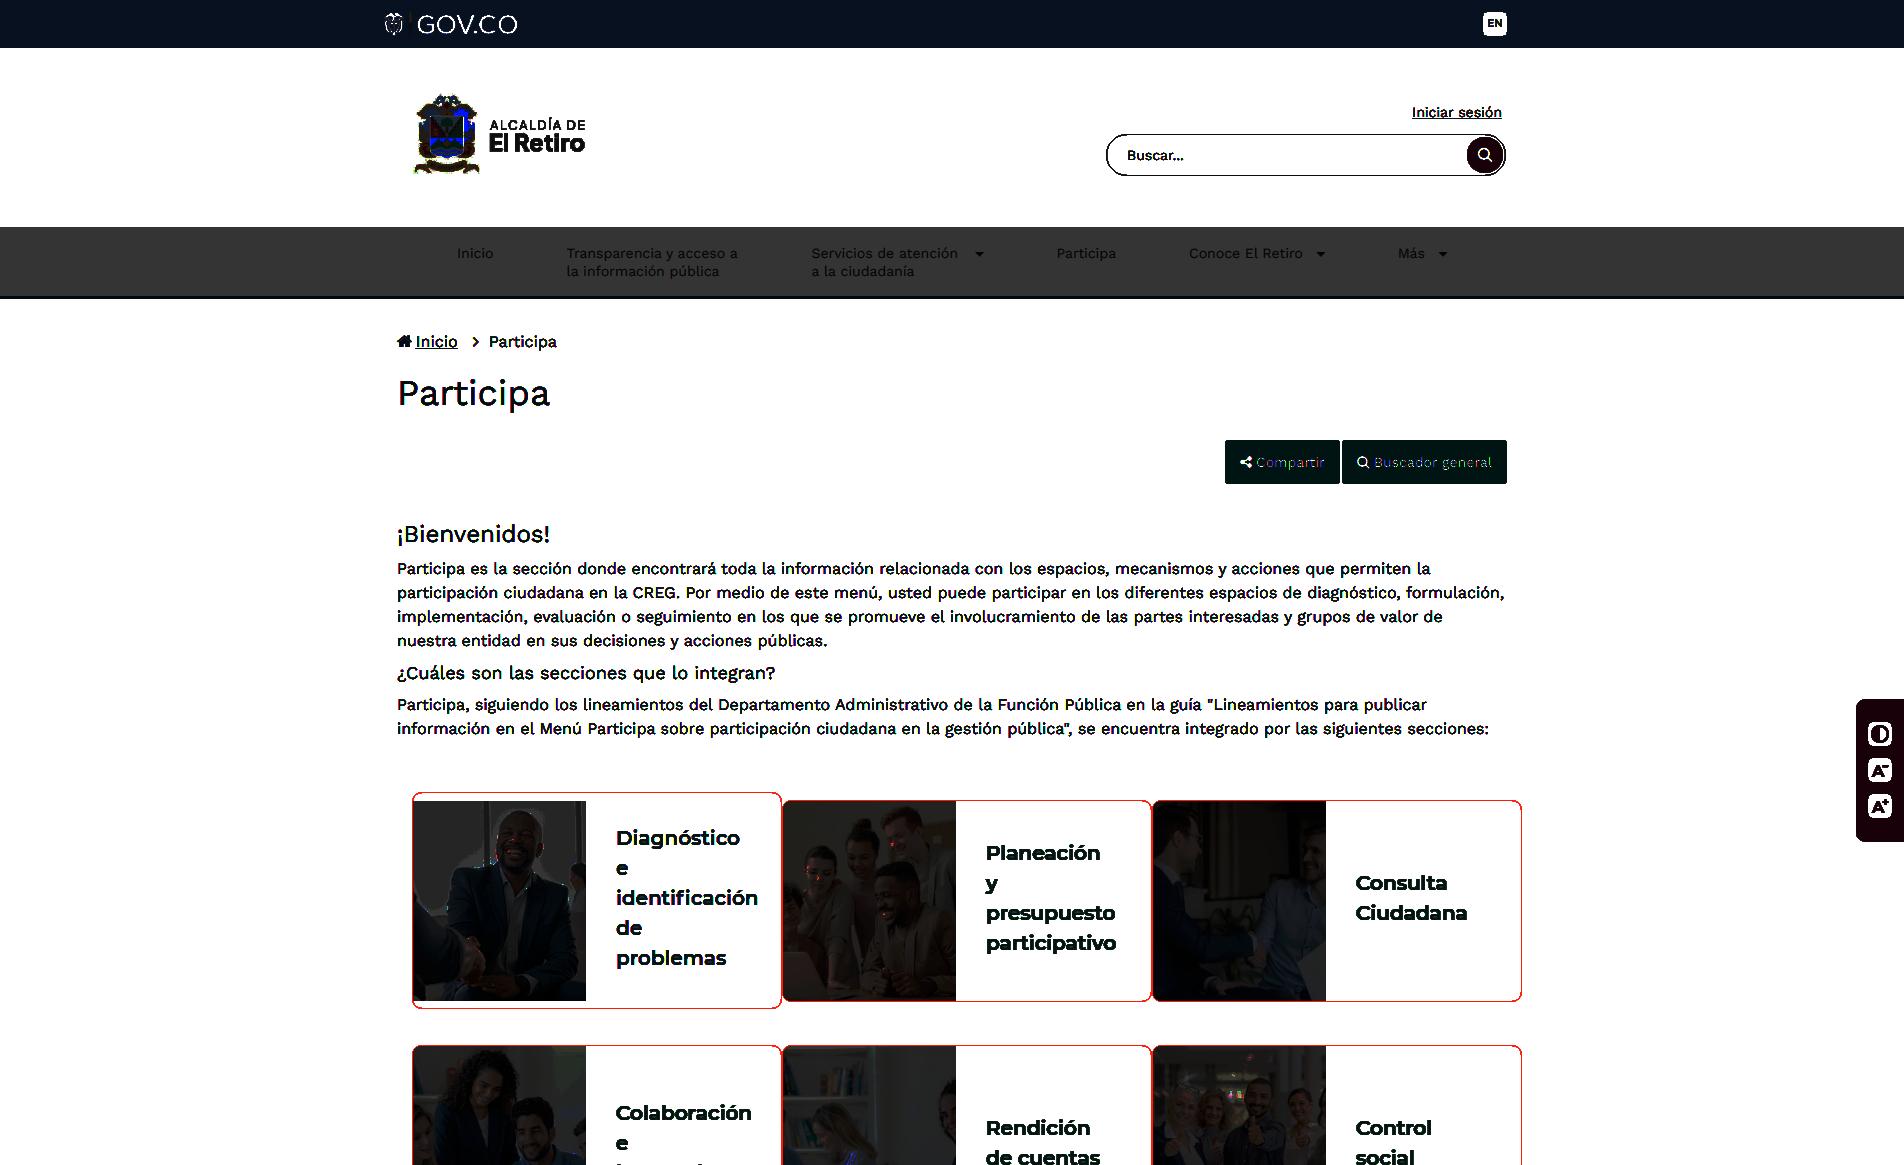 GOV.CO
EN
ALCALDÍA DE
El Retiro
Iniciar sesión
Buscar...
Inicio
Transparencia y acceso a
la información pública
Servicios de atención
a la ciudadanía
Participa
Conoce El Retiro
Más
Inicio
Participa
Participa
Compartir
Buscador general
¡Bienvenidos!
Participa es la sección donde encontrará toda la información relacionada con los espacios, mecanismos y acciones que permiten la
participación ciudadana en la CREG. Por medio de este menú, usted puede participar en los diferentes espacios de diagnóstico, formulación,
implementación, evaluación o seguimiento en los que se promueve el involucramiento de las partes interesadas y grupos de valor de
nuestra entidad en sus decisiones y acciones públicas.
¿Cuáles son las secciones que lo integran?
Participa, siguiendo los lineamientos del Departamento Administrativo de la Función Pública en la guía "Lineamientos para publicar
información en el Menú Participa sobre participación ciudadana en la gestión pública", se encuentra integrado por las siguientes secciones:
A-
A+
Diagnóstico
e
identificación
de
problemas
Planeación
y
presupuesto
participativo
Consulta
Ciudadana
Colaboración
e
Rendición
de cuentas
Control
social